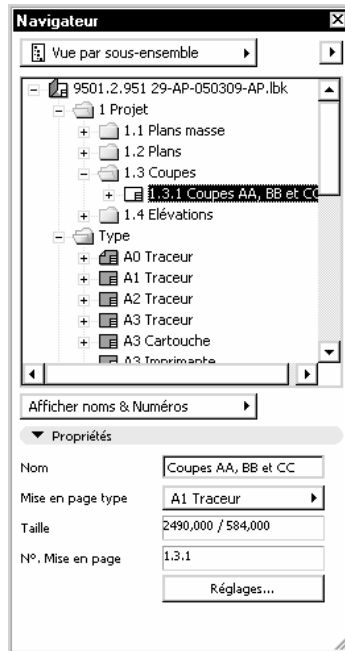 Navigateur
Vue par sous-ensemble
9501.2.951 29-AP-050309-AP.lbk
1 Projet
1.1 Plans masse
1.2 Plans
1.3 Coupes
1.3.1 Coupes AA, BB et CC
1.4 Elévations
Type
A0 Traceur
A1 Traceur
A2 Traceur
A3 Traceur
A3 Cartouche
A3 Imprimante
Afficher noms & Numéros
Propriétés
Nom Coupes AA, BB et CC
Mise en page type A1 Traceur
Taille 2490,000 / 584,000
Nº. Mise en page 1.3.1
Réglages...